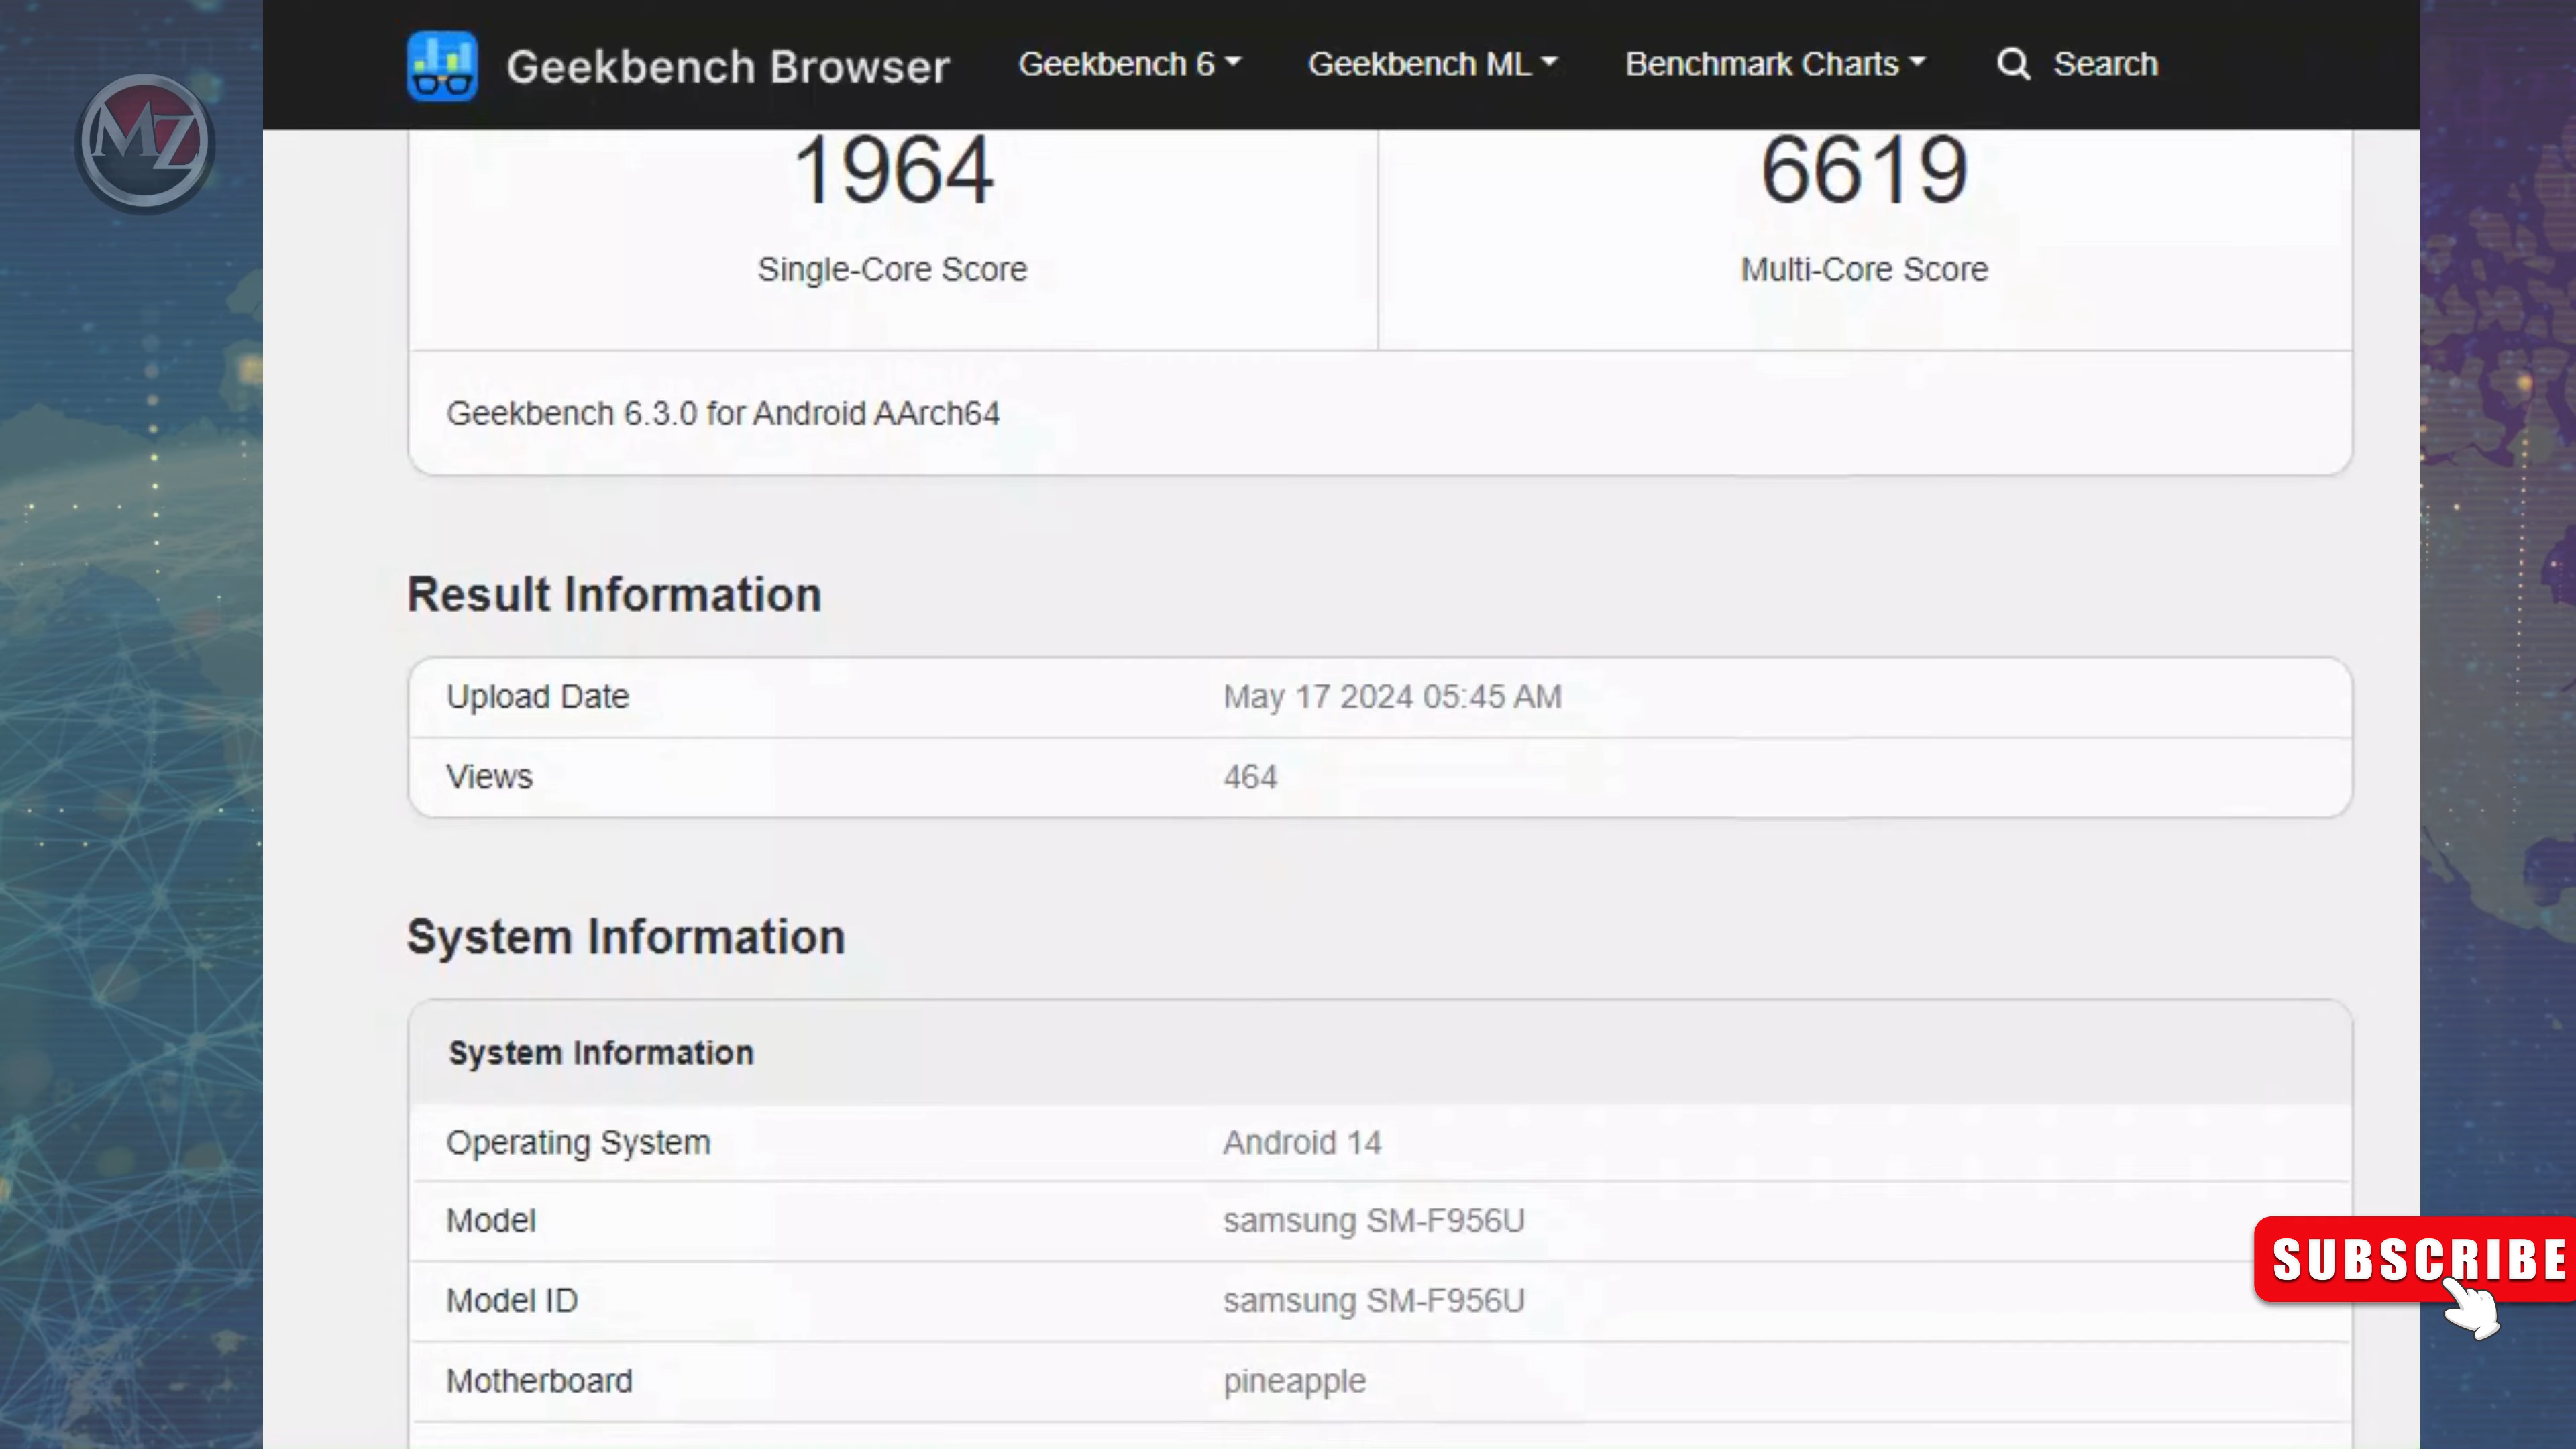 MZ
Geekbench Browser Geekbench 6 Geekbench ML Benchmark Charts Search
1964 6619
Single-Core Score Multi-Core Score
Geekbench 6.3.0 for Android AArch64
Result Information
Upload Date May 17 2024 05:45 AM
Views 464
System Information
System Information
Operating System Android 14
Model samsung SM-F956U
Model ID samsung SM-F956U
Motherboard pineapple
SUBSCRIBE